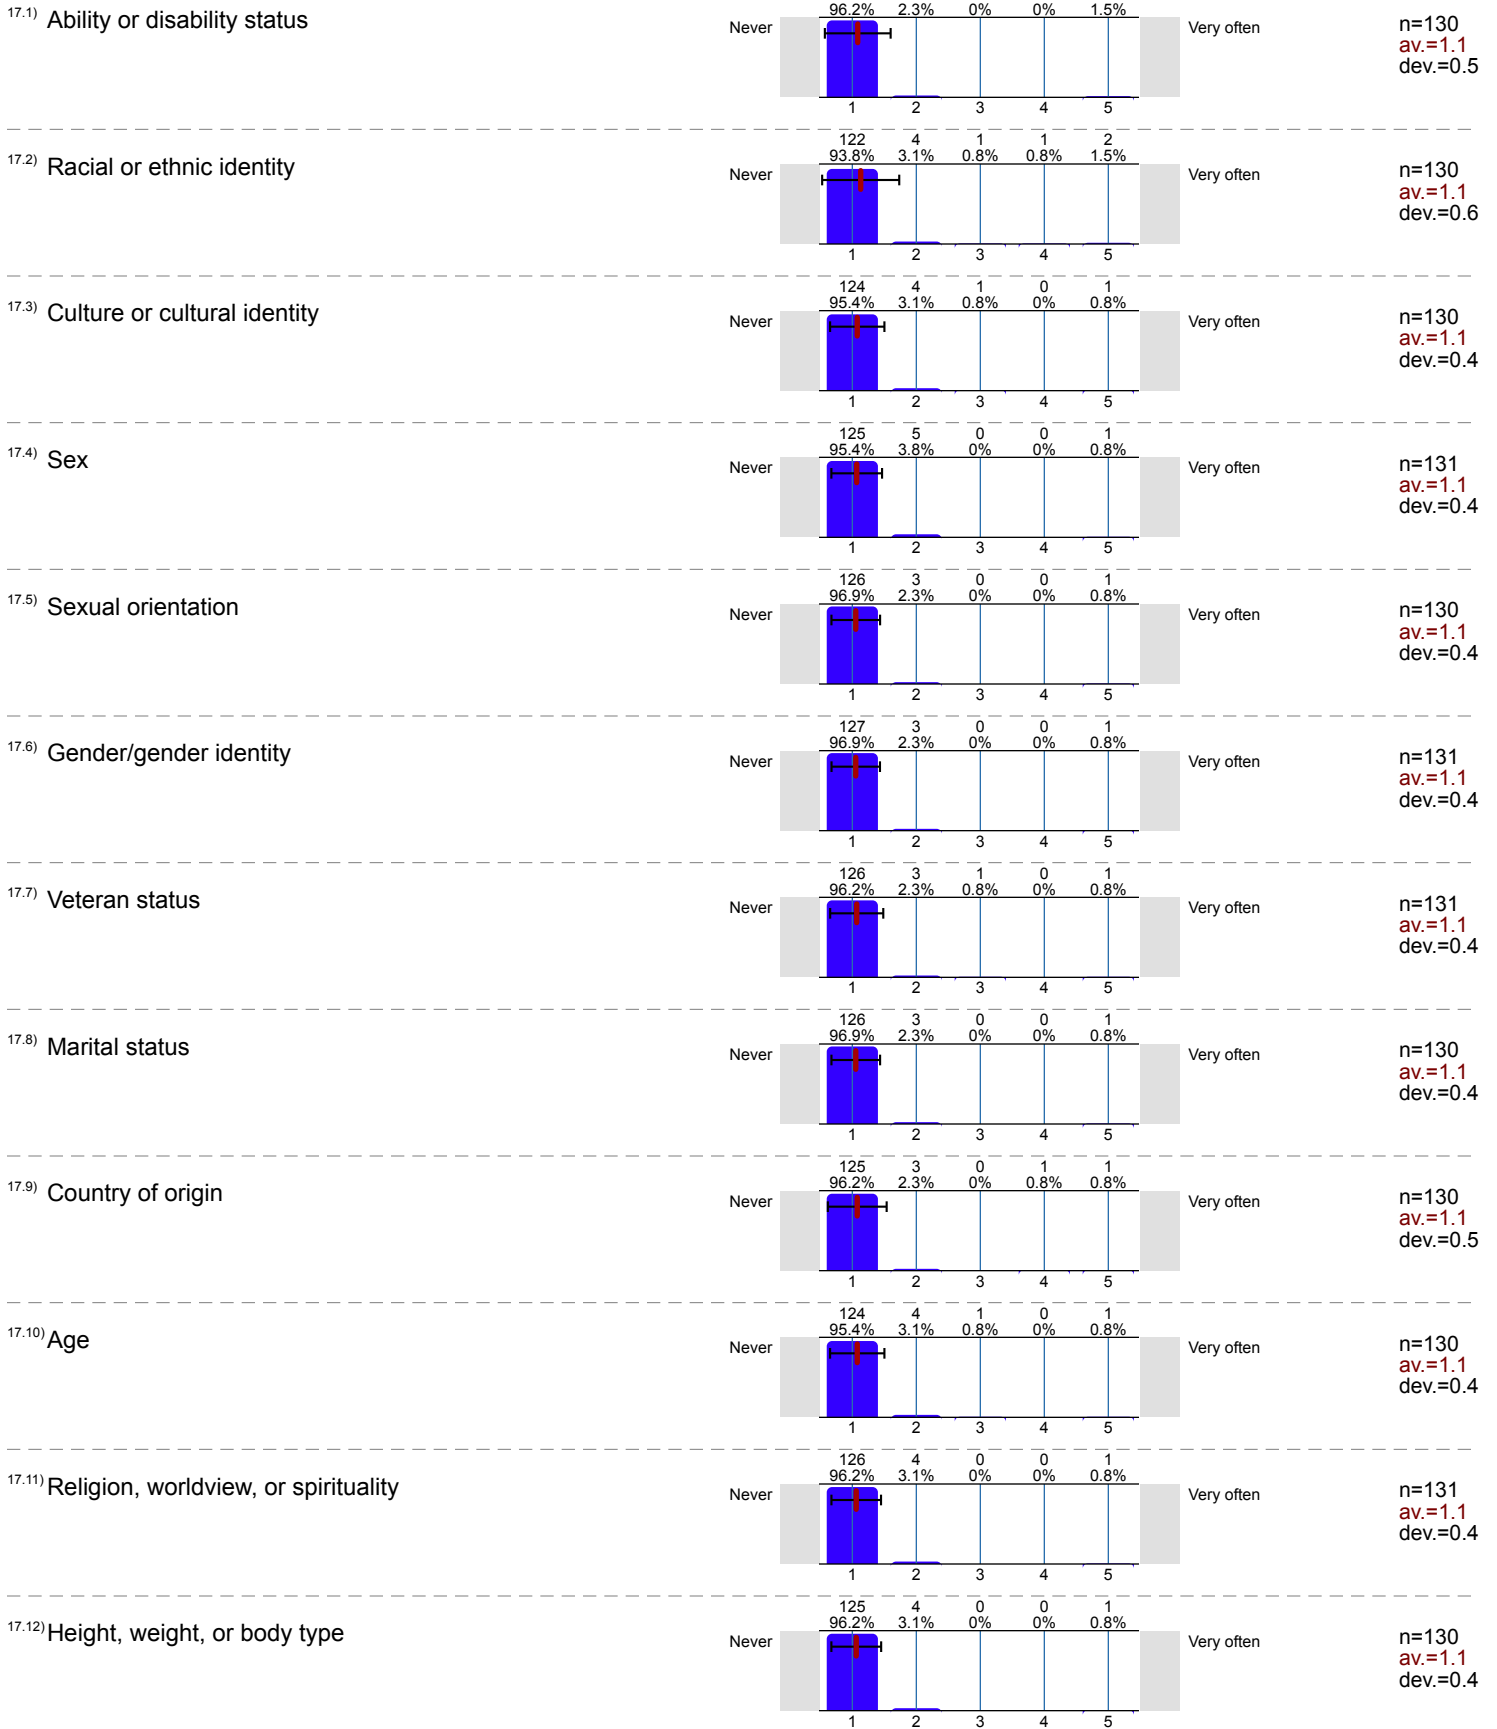 17.1) Ability or disability status
96.2% 2.3% 0% 0% 1.5%
Never Very often
n=130
av.=1.1
dev.=0.5
1 2 3 4 5
17.2) Racial or ethnic identity
122 4 1 1 2
93.8% 3.1% 0.8% 0.8% 1.5%
Never Very often
n=130
av.=1.1
dev.=0.6
1 2 3 4 5
17.3) Culture or cultural identity
124 4 1 0 1
95.4% 3.1% 0.8% 0% 0.8%
Never Very often
n=130
av.=1.1
dev.=0.4
1 2 3 4 5
17.4) Sex
125 5 0 0 1
95.4% 3.8% 0% 0% 0.8%
Never Very often
n=131
av.=1.1
dev.=0.4
1 2 3 4 5
17.5) Sexual orientation
126 3 0 0 1
96.9% 2.3% 0% 0% 0.8%
Never Very often
n=130
av.=1.1
dev.=0.4
1 2 3 4 5
17.6) Gender/gender identity
127 3 0 0 1
96.9% 2.3% 0% 0% 0.8%
Never Very often
n=131
av.=1.1
dev.=0.4
1 2 3 4 5
17.7) Veteran status
126 3 1 0 1
96.2% 2.3% 0.8% 0% 0.8%
Never Very often
n=131
av.=1.1
dev.=0.4
1 2 3 4 5
17.8) Marital status
126 3 0 0 1
96.9% 2.3% 0% 0% 0.8%
Never Very often
n=130
av.=1.1
dev.=0.4
1 2 3 4 5
17.9) Country of origin
125 3 0 1 1
96.2% 2.3% 0% 0.8% 0.8%
Never Very often
n=130
av.=1.1
dev.=0.5
1 2 3 4 5
17.10) Age
124 4 1 0 1
95.4% 3.1% 0.8% 0% 0.8%
Never Very often
n=130
av.=1.1
dev.=0.4
1 2 3 4 5
17.11) Religion, worldview, or spirituality
126 4 0 0 1
96.2% 3.1% 0% 0% 0.8%
Never Very often
n=131
av.=1.1
dev.=0.4
1 2 3 4 5
17.12) Height, weight, or body type
125 4 0 0 1
96.2% 3.1% 0% 0% 0.8%
Never Very often
n=130
av.=1.1
dev.=0.4
1 2 3 4 5